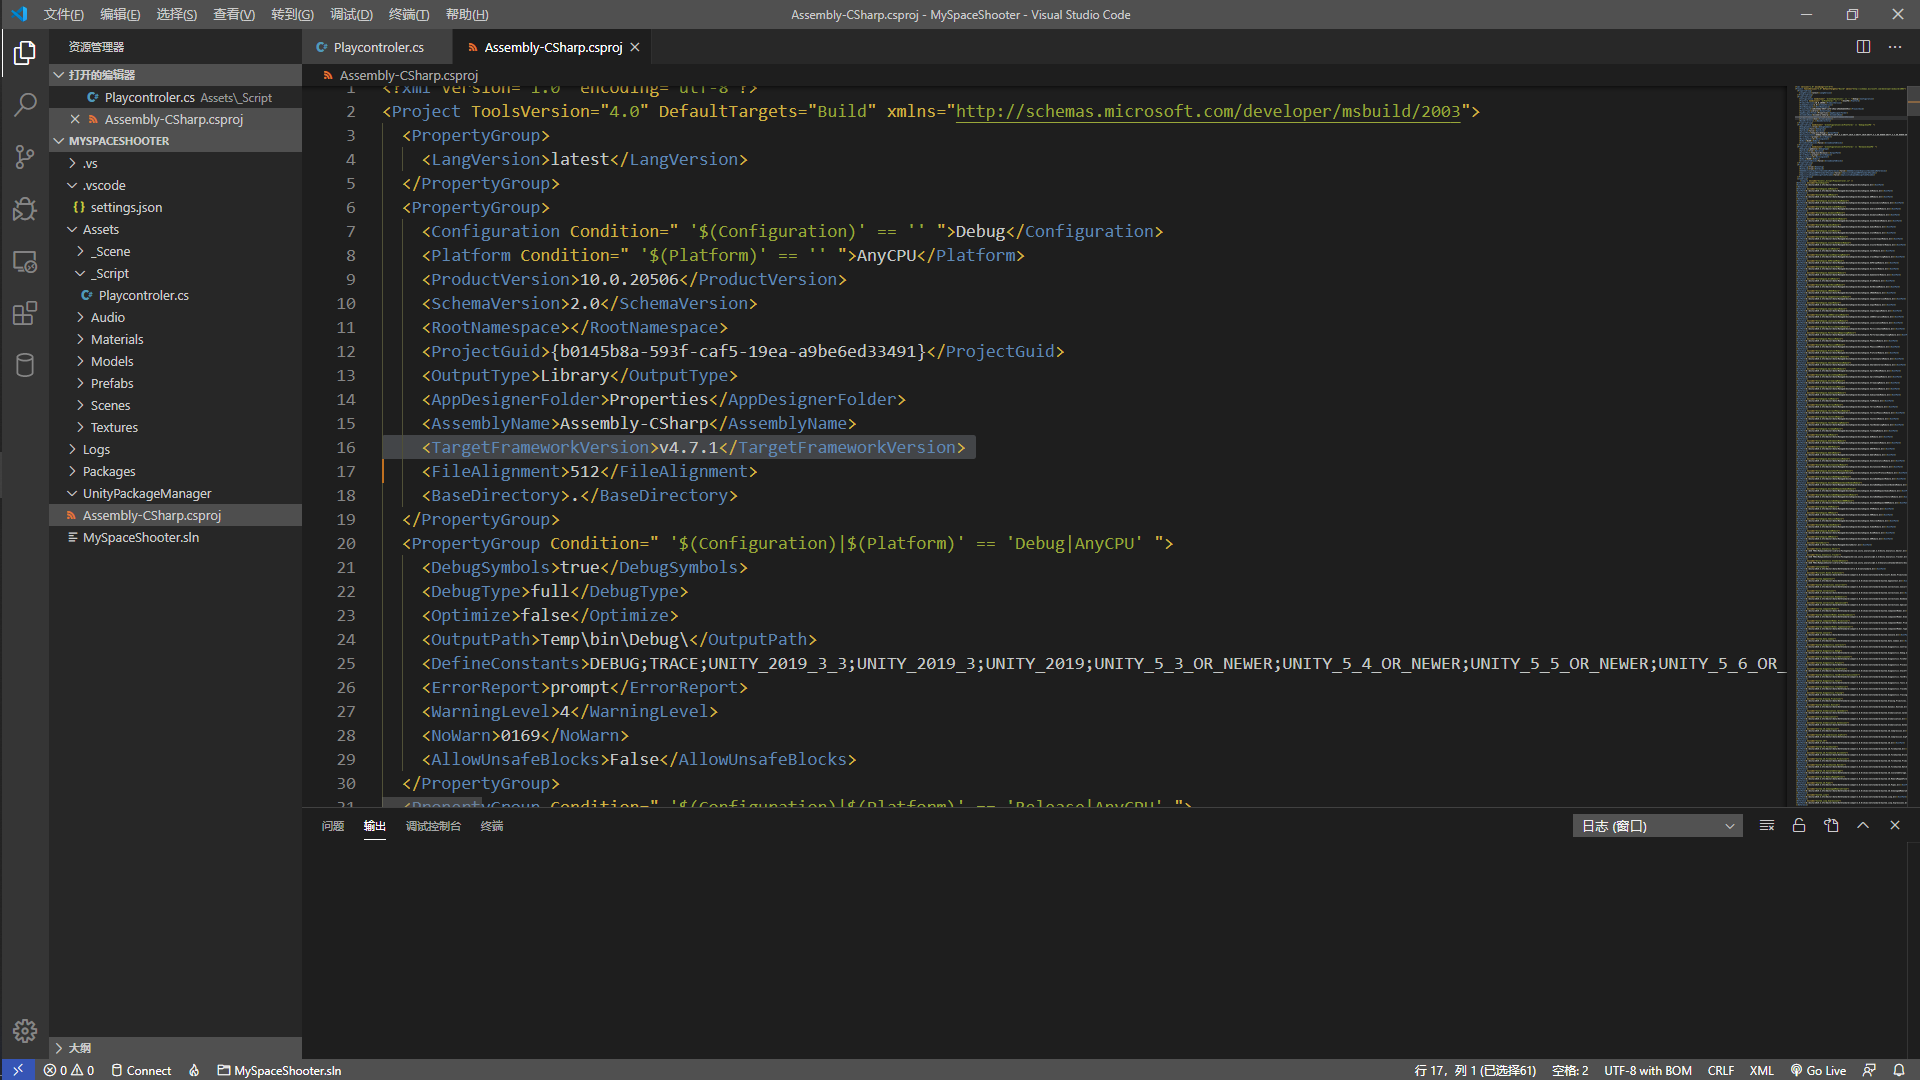 文件(F) 编辑(E) 选择(S) 查看(V) 转到(G) 调试(D) 终端(T) 帮助(H)
Assembly-CSharp.csproj - MySpaceShooter - Visual Studio Code
资源管理器
打开的编辑器
Playcontroler.cs Assets\_Script
Assembly-CSharp.csproj
MYSPACESHOOTER
.vs
.vscode
settings.json
Assets
_Scene
_Script
Playcontroler.cs
Audio
Materials
Models
Prefabs
Scenes
Textures
Logs
Packages
UnityPackageManager
Assembly-CSharp.csproj
MySpaceShooter.sln
大纲
Playcontroler.cs
Assembly-CSharp.csproj
Assembly-CSharp.csproj
1 <?xml version="1.0" encoding="utf-8"?>
2 <Project ToolsVersion="4.0" DefaultTargets="Build" xmlns="http://schemas.microsoft.com/developer/msbuild/2003">
3 <PropertyGroup>
4 <LangVersion>latest</LangVersion>
5 </PropertyGroup>
6 <PropertyGroup>
7 <Configuration Condition=" '$(Configuration)' == '' ">Debug</Configuration>
8 <Platform Condition=" '$(Platform)' == '' ">AnyCPU</Platform>
9 <ProductVersion>10.0.20506</ProductVersion>
10 <SchemaVersion>2.0</SchemaVersion>
11 <RootNamespace></RootNamespace>
12 <ProjectGuid>{b0145b8a-593f-caf5-19ea-a9be6ed33491}</ProjectGuid>
13 <OutputType>Library</OutputType>
14 <AppDesignerFolder>Properties</AppDesignerFolder>
15 <AssemblyName>Assembly-CSharp</AssemblyName>
16 <TargetFrameworkVersion>v4.7.1</TargetFrameworkVersion>
17 <FileAlignment>512</FileAlignment>
18 <BaseDirectory>.</BaseDirectory>
19 </PropertyGroup>
20 <PropertyGroup Condition=" '$(Configuration)|$(Platform)' == 'Debug|AnyCPU' ">
21 <DebugSymbols>true</DebugSymbols>
22 <DebugType>full</DebugType>
23 <Optimize>false</Optimize>
24 <OutputPath>Temp\bin\Debug\</OutputPath>
25 <DefineConstants>DEBUG;TRACE;UNITY_2019_3_3;UNITY_2019_3;UNITY_2019;UNITY_5_3_OR_NEWER;UNITY_5_4_OR_NEWER;UNITY_5_5_OR_NEWER;UNITY_5_6_OR_
26 <ErrorReport>prompt</ErrorReport>
27 <WarningLevel>4</WarningLevel>
28 <NoWarn>0169</NoWarn>
29 <AllowUnsafeBlocks>False</AllowUnsafeBlocks>
30 </PropertyGroup>
31 <PropertyGroup Condition=" '$(Configuration)|$(Platform)' == 'Release|AnyCPU' ">
问题 输出 调试控制台 终端
日志 (窗口)
0 0 Connect MySpaceShooter.sln
行 17，列 1 (已选择61) 空格: 2 UTF-8 with BOM CRLF XML Go Live